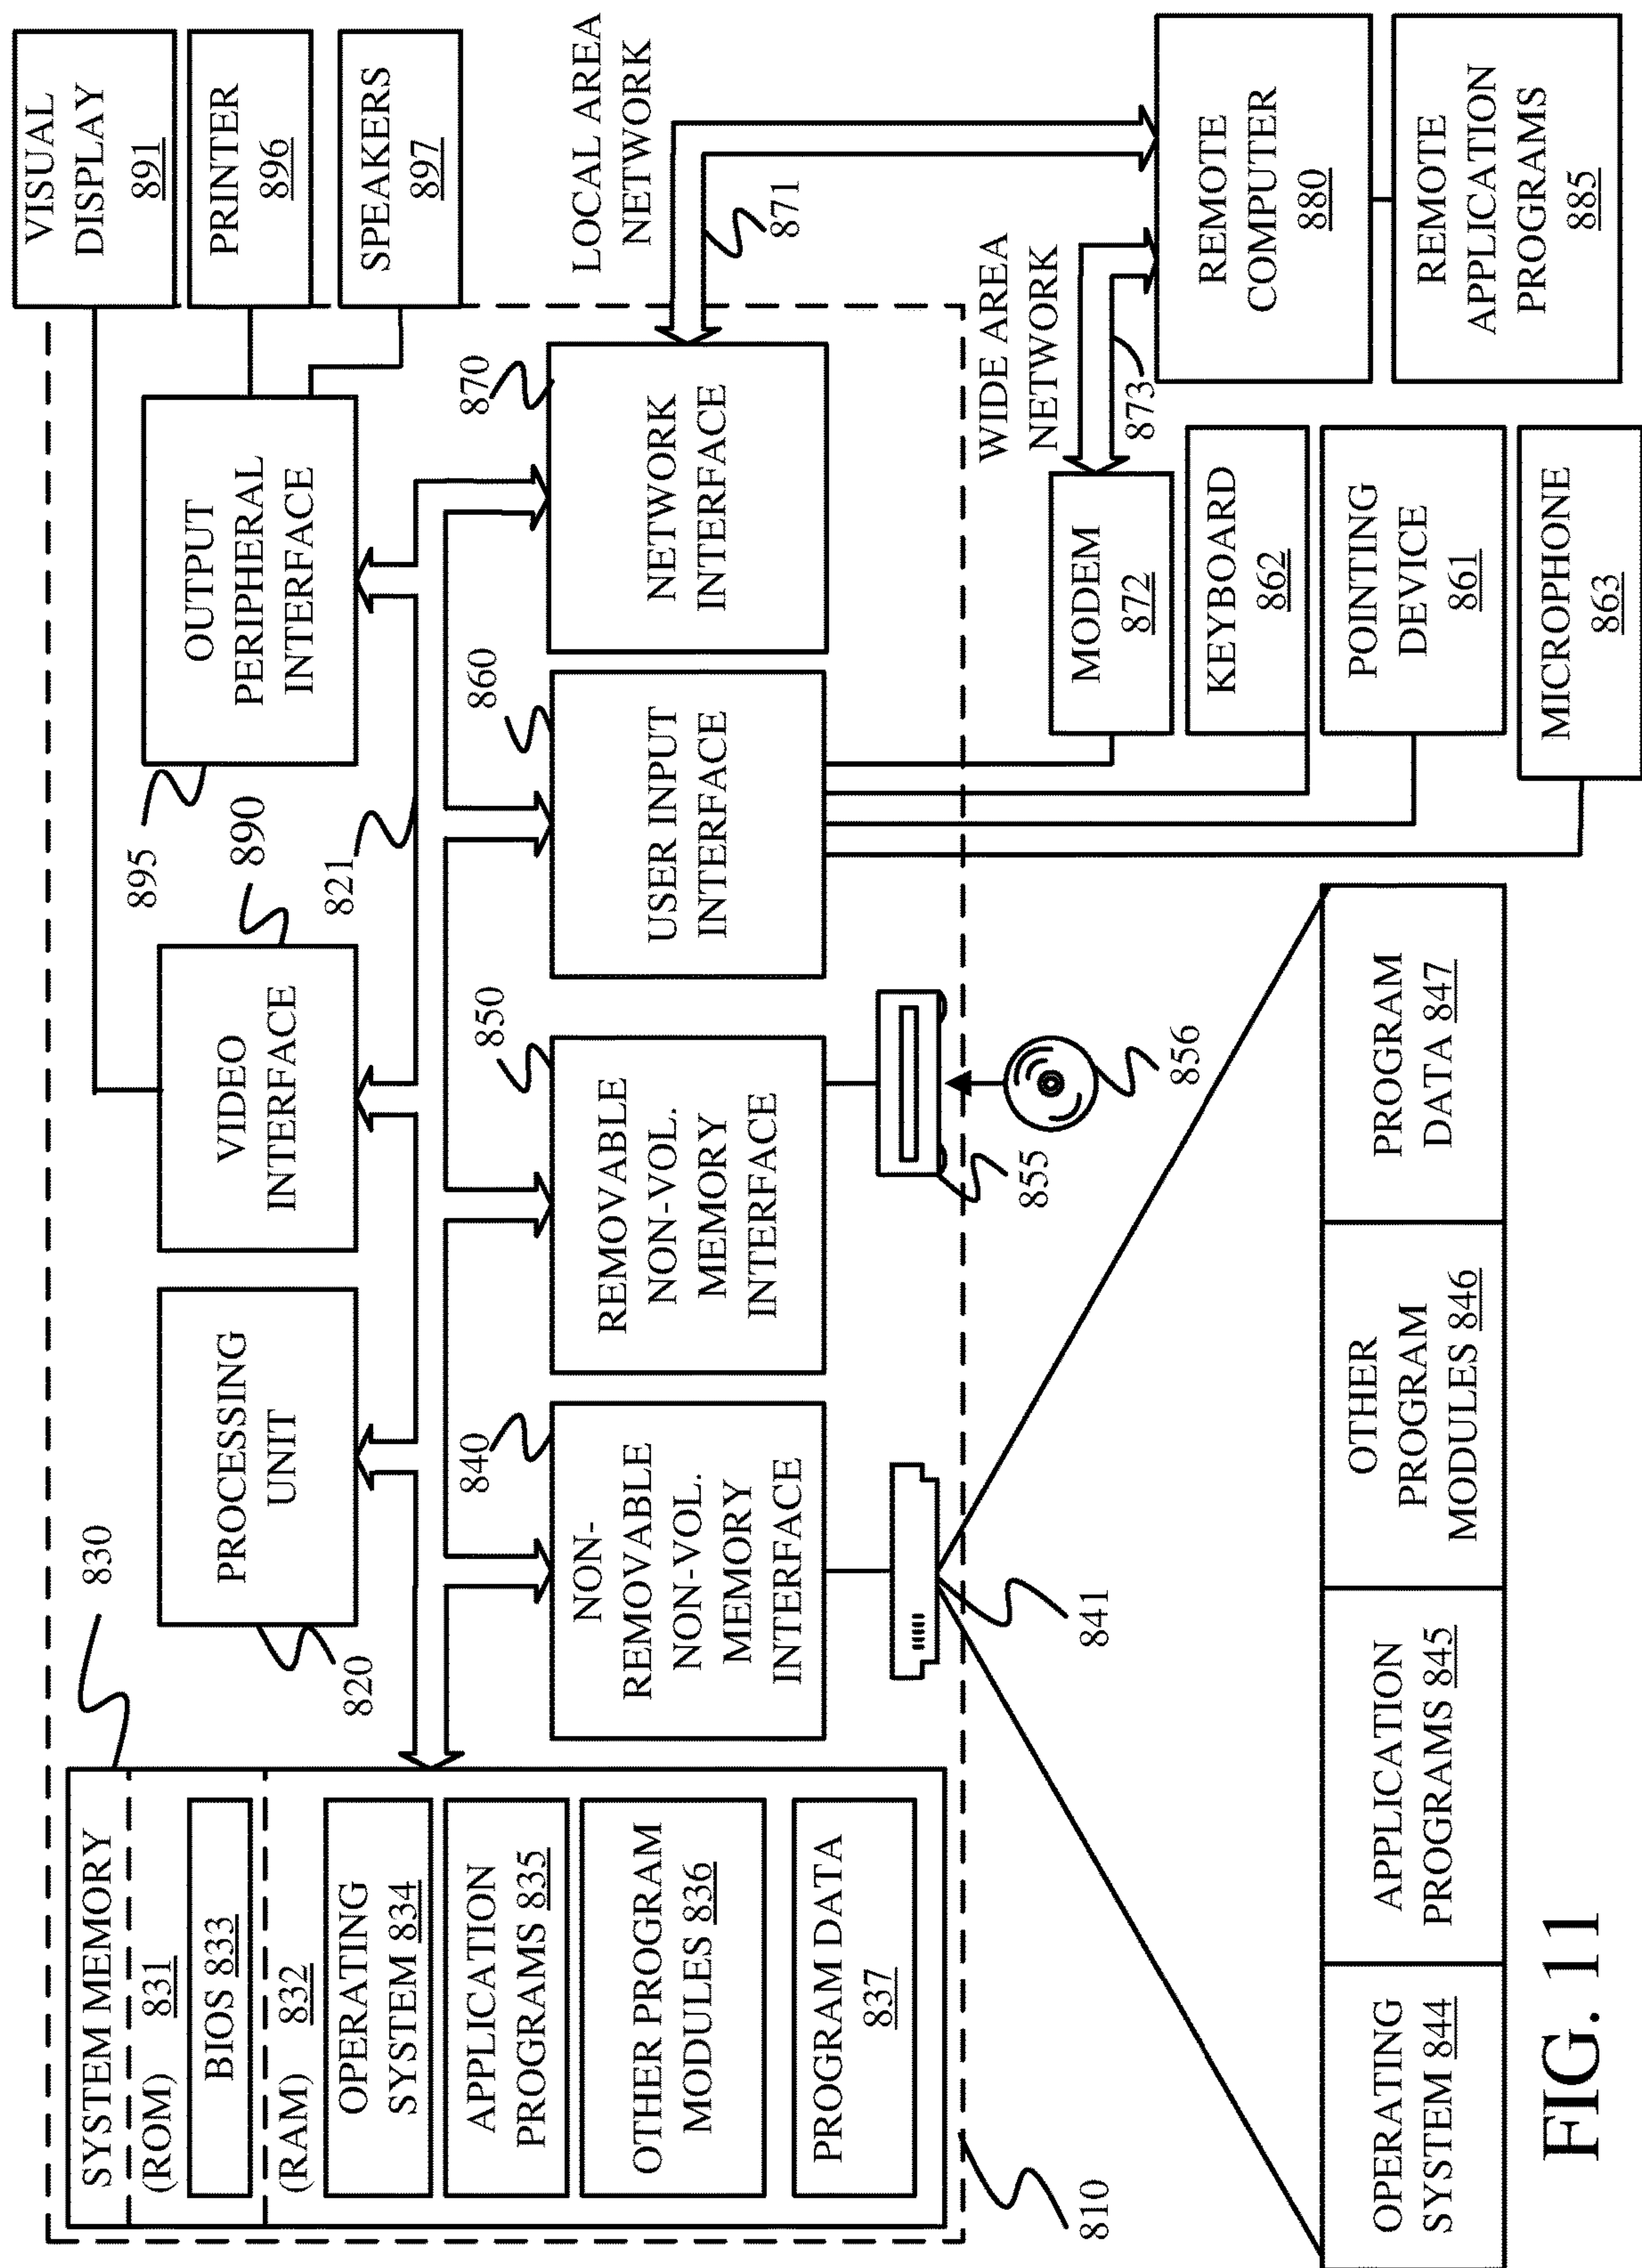 SYSTEM MEMORY
(ROM) 831
BIOS 833
(RAM) 832
OPERATING
SYSTEM 834
APPLICATION
PROGRAMS 835
OTHER PROGRAM
MODULES 836
PROGRAM DATA
837
810
830
PROCESSING
UNIT
820
VIDEO
INTERFACE
890
OUTPUT
PERIPHERAL
INTERFACE
895
821
VISUAL
DISPLAY
891
PRINTER
896
SPEAKERS
897
NON-
REMOVABLE
NON-VOL.
MEMORY
INTERFACE
840
REMOVABLE
NON-VOL.
MEMORY
INTERFACE
850
USER INPUT
INTERFACE
860
NETWORK
INTERFACE
870
LOCAL AREA
NETWORK
871
841
855
856
WIDE AREA
NETWORK
873
MODEM
872
KEYBOARD
862
POINTING
DEVICE
861
MICROPHONE
863
REMOTE
COMPUTER
880
REMOTE
APPLICATION
PROGRAMS
885
OPERATING
SYSTEM 844
APPLICATION
PROGRAMS 845
OTHER
PROGRAM
MODULES 846
PROGRAM
DATA 847
FIG. 11